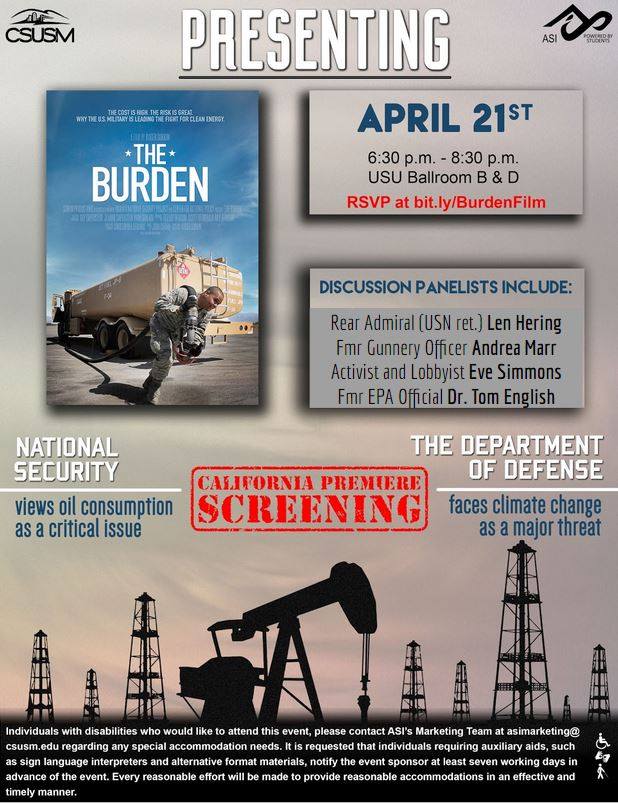 CSUSM
PRESENTING
ASI
POWERED BY
STUDENTS
THE COST IS HIGH. THE RISK IS GREAT.
WHY THE U.S. MILITARY IS LEADING THE FIGHT FOR CLEAN ENERGY.
THE
BURDEN
APRIL 21ST
6:30 p.m. - 8:30 p.m.
USU Ballroom B & D
RSVP at bit.ly/BurdenFilm
DISCUSSION PANELISTS INCLUDE:
Rear Admiral (USN ret.) Len Hering
Fmr Gunnery Officer Andrea Marr
Activist and Lobbyist Eve Simmons
Fmr EPA Official Dr. Tom English
NATIONAL
SECURITY
views oil consumption
as a critical issue
CALIFORNIA PREMIERE
SCREENING
THE DEPARTMENT
OF DEFENSE
faces climate change
as a major threat
Individuals with disabilities who would like to attend this event, please contact ASI's Marketing Team at asimarketing@
csusm.edu regarding any special accommodation needs. It is requested that individuals requiring auxiliary aids, such
as sign language interpreters and alternative format materials, notify the event sponsor at least seven working days in
advance of the event. Every reasonable effort will be made to provide reasonable accommodations in an effective and
timely manner.